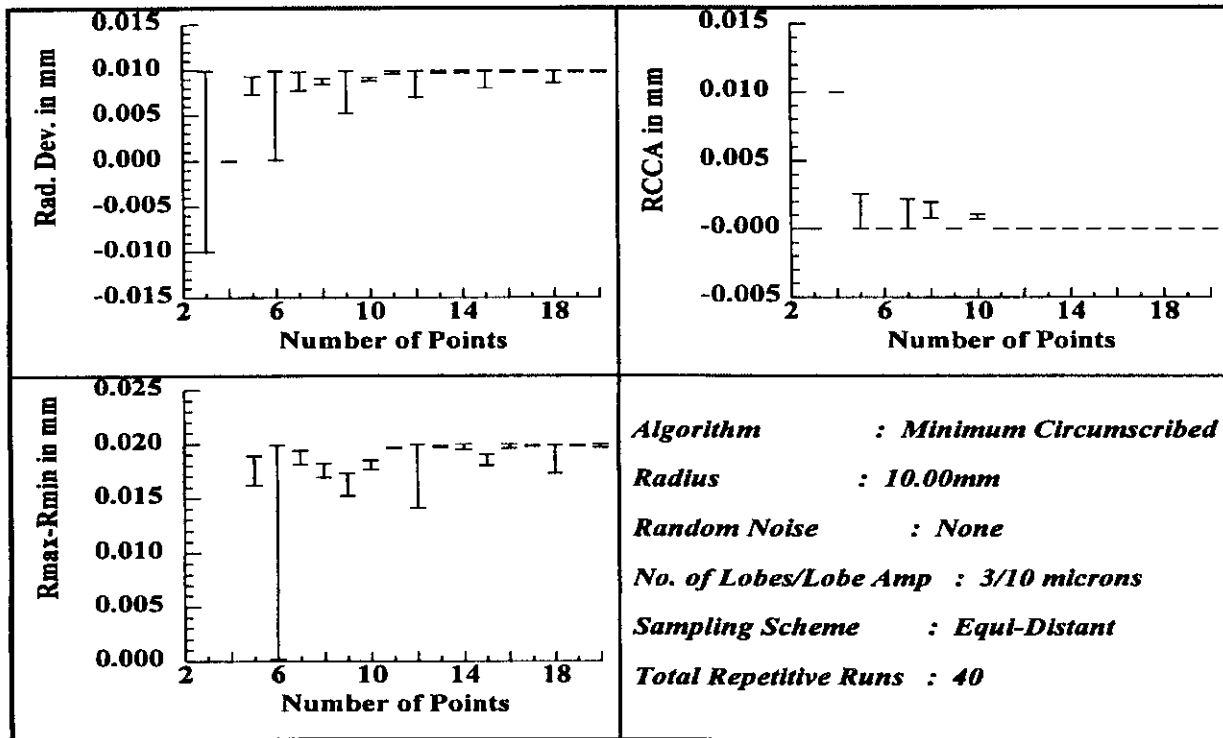 0.015
0.010
0.005
0.000
-0.005
-0.010
-0.015
Rad. Dev. in mm
2 6 10 14 18
Number of Points
0.015
0.010
0.005
-0.000
-0.005
RCCA in mm
2 6 10 14 18
Number of Points
0.025
0.020
0.015
0.010
0.005
0.000
Rmax-Rmin in mm
2 6 10 14 18
Number of Points
Algorithm : Minimum Circumscribed
Radius : 10.00mm
Random Noise : None
No. of Lobes/Lobe Amp : 3/10 microns
Sampling Scheme : Equi-Distant
Total Repetitive Runs : 40